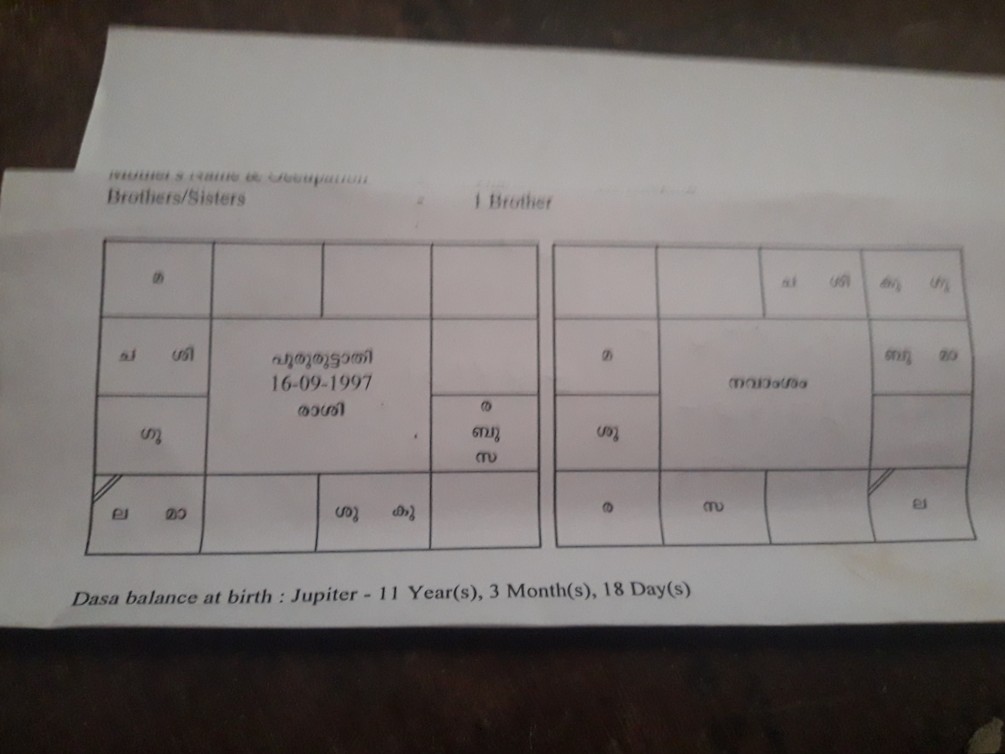 Mother's Name & Occupation
Brothers/Sisters : 1 Brother
മ
ച ശി
ഗു
ല മാ
ശു കു
ര
ബു
സ
പൂരുരുട്ടാതി
16-09-1997
രാശി
ച ശി
കു ഗു
മ
ബു മാ
നവാംശം
ശു
ര
സ
ല
Dasa balance at birth : Jupiter - 11 Year(s), 3 Month(s), 18 Day(s)